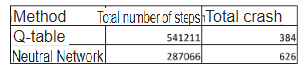 Method Total number of steps Total crash
Q-table 541211 384
Neutral Network 287066 626